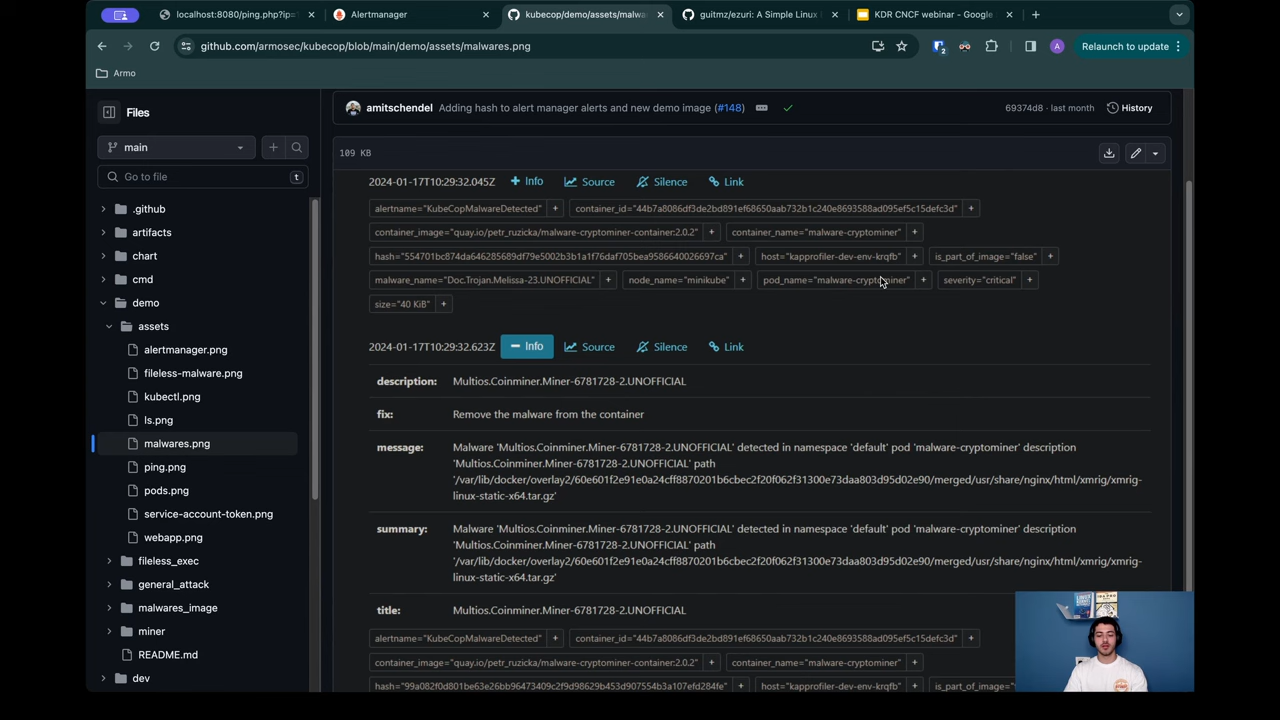 localhost:8080/ping.php?ip=
Alertmanager
kubecop/demo/assets/malwa
guitmz/ezuri: A Simple Linux
KDR CNCF webinar - Google
github.com/armosec/kubecop/blob/main/demo/assets/malwares.png
2
A
Relaunch to update
Armo
Files
main
Go to file
t
.github
artifacts
chart
cmd
demo
assets
alertmanager.png
fileless-malware.png
kubectl.png
ls.png
malwares.png
ping.png
pods.png
service-account-token.png
webapp.png
fileless_exec
general_attack
malwares_image
miner
README.md
dev
amitschendel Adding hash to alert manager alerts and new demo image (#148)
69374d8 · last month
History
109 KB
2024-01-17T10:29:32.045Z + Info Source Silence Link
alertname="KubeCopMalwareDetected" + container_id="44b7a8086df3de2bd891ef68650aab732b1c240e8693588ad095ef5c15defc3d" +
container_image="quay.io/petr_ruzicka/malware-cryptominer-container:2.0.2" + container_name="malware-cryptominer" +
hash="554701bc874da646285689df79e5002b3b1a1f76daf705bea9586640026697ca" + host="kapprofiler-dev-env-krqfb" + is_part_of_image="false" +
malware_name="Doc.Trojan.Melissa-23.UNOFFICIAL" + node_name="minikube" + pod_name="malware-cryptominer" + severity="critical" +
size="40 KiB" +
2024-01-17T10:29:32.623Z − Info Source Silence Link
description: Multios.Coinminer.Miner-6781728-2.UNOFFICIAL
fix: Remove the malware from the container
message: Malware 'Multios.Coinminer.Miner-6781728-2.UNOFFICIAL' detected in namespace 'default' pod 'malware-cryptominer' description
'Multios.Coinminer.Miner-6781728-2.UNOFFICIAL' path
'/var/lib/docker/overlay2/60e601f2e91e0a24cff8870201b6cbec2f20f062f31300e73daa803d95d02e90/merged/usr/share/nginx/html/xmrig/xmrig-
linux-static-x64.tar.gz'
summary: Malware 'Multios.Coinminer.Miner-6781728-2.UNOFFICIAL' detected in namespace 'default' pod 'malware-cryptominer' description
'Multios.Coinminer.Miner-6781728-2.UNOFFICIAL' path
'/var/lib/docker/overlay2/60e601f2e91e0a24cff8870201b6cbec2f20f062f31300e73daa803d95d02e90/merged/usr/share/nginx/html/xmrig/xmrig-
linux-static-x64.tar.gz'
title: Multios.Coinminer.Miner-6781728-2.UNOFFICIAL
alertname="KubeCopMalwareDetected" + container_id="44b7a8086df3de2bd891ef68650aab732b1c240e8693588ad095ef5c15defc3d" +
container_image="quay.io/petr_ruzicka/malware-cryptominer-container:2.0.2" + container_name="malware-cryptominer" +
hash="99a082f0d801be63e26bb96473409c2f9d98629b453d907554b3a107efd284fe" + host="kapprofiler-dev-env-krqfb" +